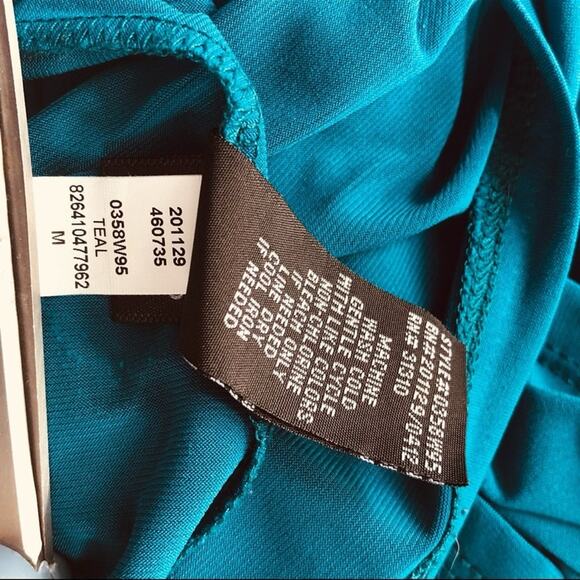 201129
460735
0358W95
TEAL
826410477962
M
STYLE#:0358W95
BN#:201129/0412
RN#: 31310
MACHINE
WASH COLD
GENTLE CYCLE
WITH LIKE COLORS
NON-CHLORINE
BLEACH ONLY
IF NEEDED
LINE DRY
COOL IRON
IF NEEDED